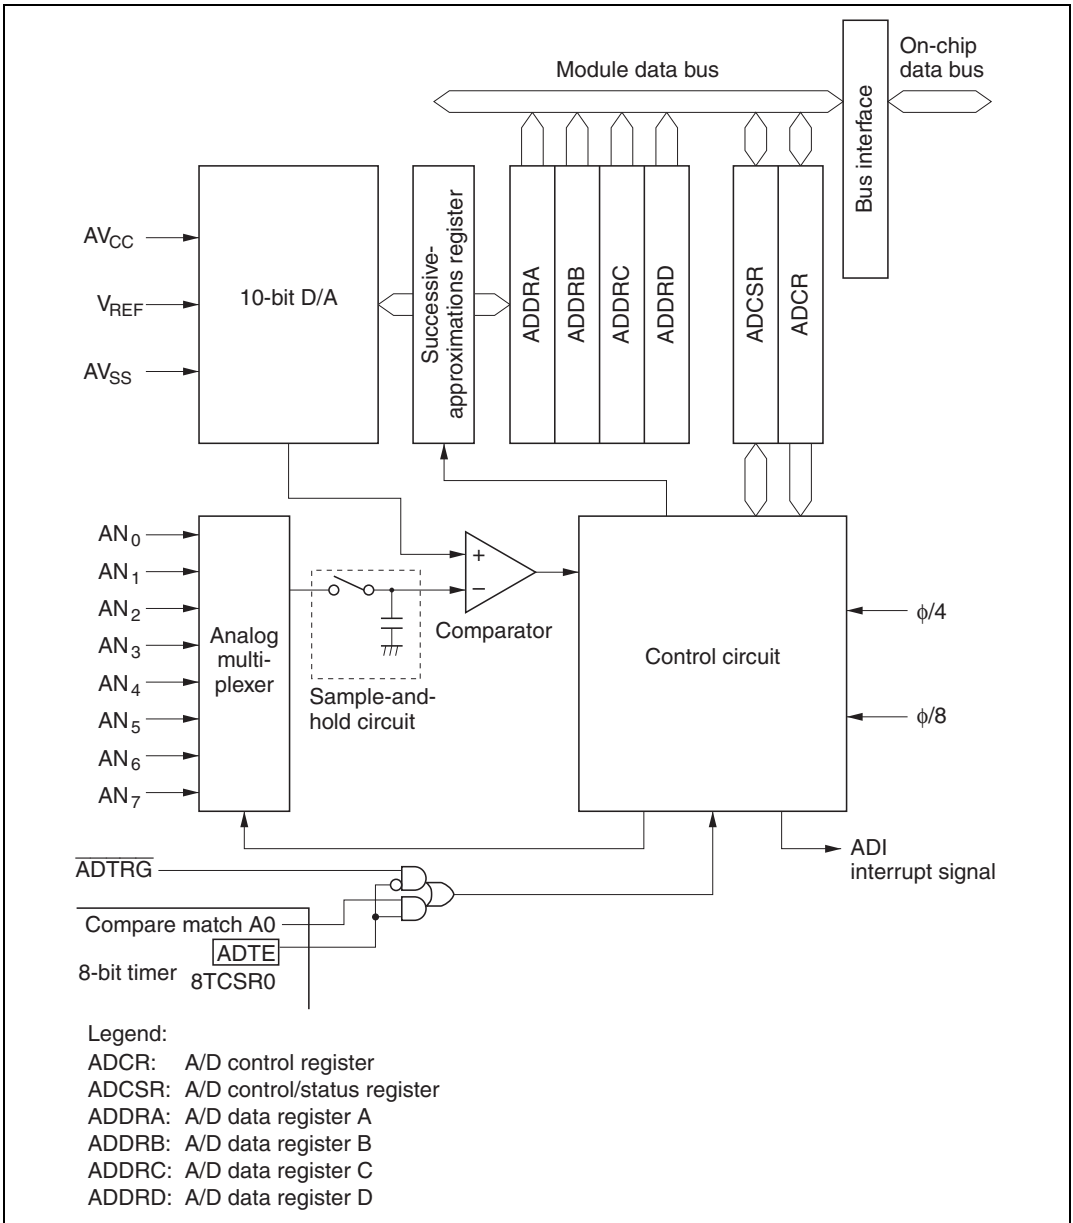 Module data bus
On-chip
data bus
Bus interface
AVCC
VREF
AVSS
10-bit D/A
Successive-
approximations register
ADDRA
ADDRB
ADDRC
ADDRD
ADCSR
ADCR
AN0
AN1
AN2
AN3
AN4
AN5
AN6
AN7
Analog
multi-
plexer
Sample-and-
hold circuit
+
−
Comparator
Control circuit
ϕ/4
ϕ/8
ADI
interrupt signal
ADTRG
Compare match A0
ADTE
8-bit timer
8TCSR0
Legend:
ADCR: A/D control register
ADCSR: A/D control/status register
ADDRA: A/D data register A
ADDRB: A/D data register B
ADDRC: A/D data register C
ADDRD: A/D data register D